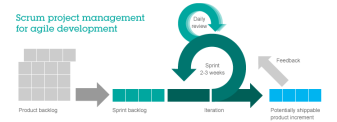 Scrum project management
for agile development
Daily
review
Sprint
2-3 weeks
Feedback
Product backlog
Sprint backlog
Iteration
Potentially shippable
product increment